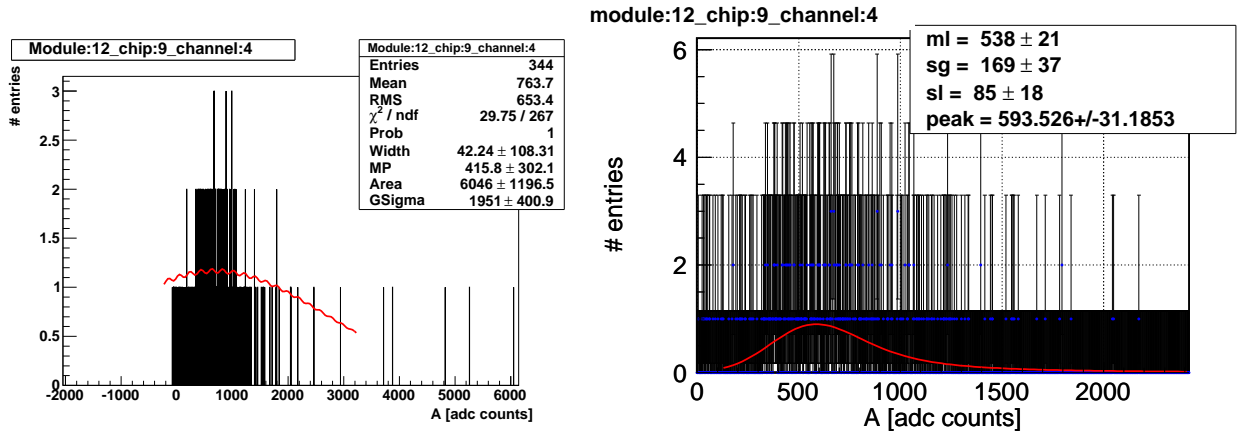 Module:12_chip:9_channel:4
Module:12_chip:9_channel:4
Entries 344
Mean 763.7
RMS 653.4
χ² / ndf 29.75 / 267
Prob 1
Width 42.24 ± 108.31
MP 415.8 ± 302.1
Area 6046 ± 1196.5
GSigma 1951 ± 400.9
# entries
3
2.5
2
1.5
1
0.5
0
-2000 -1000 0 1000 2000 3000 4000 5000 6000
A [adc counts]
module:12_chip:9_channel:4
ml = 538 ± 21
sg = 169 ± 37
sl = 85 ± 18
peak = 593.526+/-31.1853
# entries
6
4
2
0
0 500 1000 1500 2000
A [adc counts]